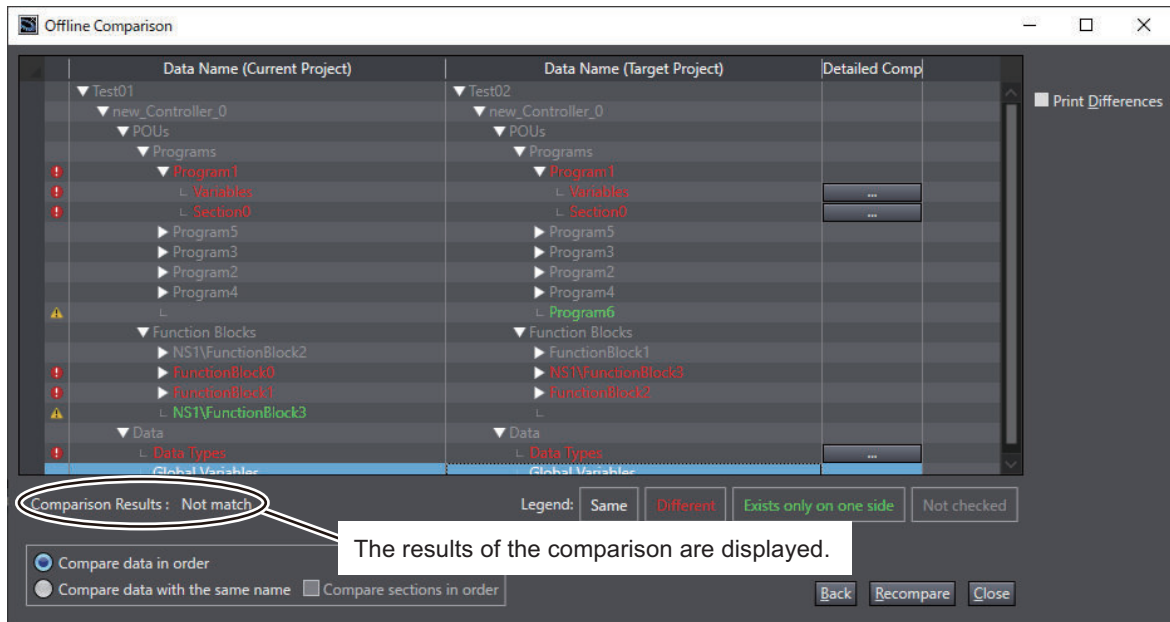 Offline Comparison
Data Name (Current Project) Data Name (Target Project) Detailed Comp
Test01 Test02
new_Controller_0 new_Controller_0
POUs POUs
Programs Programs
Program1 Program1
Variables Variables ...
Section0 Section0 ...
Program5 Program5
Program3 Program3
Program2 Program2
Program4 Program4
Program6
Function Blocks Function Blocks
NS1\FunctionBlock2 FunctionBlock1
FunctionBlock0 NS1\FunctionBlock3
FunctionBlock1 FunctionBlock2
NS1\FunctionBlock3
Data Data
Data Types Data Types ...
Global Variables Global Variables
Print Differences
Comparison Results : Not match Legend: Same Different Exists only on one side Not checked
The results of the comparison are displayed.
Compare data in order
Compare data with the same name Compare sections in order
Back Recompare Close